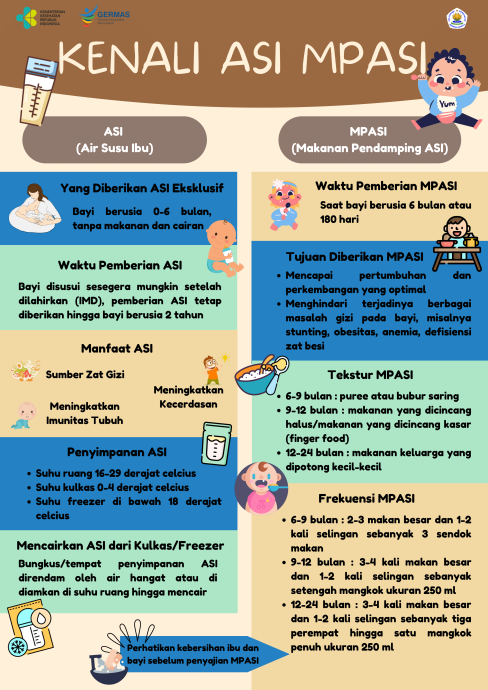 KEMENTERIAN
KESEHATAN
REPUBLIK
INDONESIA
GERMAS
KENALI ASI MPASI
Yum
ASI
(Air Susu Ibu)
MPASI
(Makanan Pendamping ASI)
Yang Diberikan ASI Eksklusif
Bayi berusia 0-6 bulan,
tanpa makanan dan cairan
Waktu Pemberian ASI
Bayi disusui sesegera mungkin setelah
dilahirkan (IMD), pemberian ASI tetap
diberikan hingga bayi berusia 2 tahun
Manfaat ASI
Sumber Zat Gizi
Meningkatkan
Kecerdasan
Meningkatkan
Imunitas Tubuh
Penyimpanan ASI
• Suhu ruang 16-29 derajat celcius
• Suhu kulkas 0-4 derajat celcius
• Suhu freezer di bawah 18 derajat
celcius
Mencairkan ASI dari Kulkas/Freezer
Bungkus/tempat penyimpanan ASI
direndam oleh air hangat atau di
diamkan di suhu ruang hingga mencair
Waktu Pemberian MPASI
Saat bayi berusia 6 bulan atau
180 hari
Tujuan Diberikan MPASI
• Mencapai pertumbuhan dan
perkembangan yang optimal
• Menghindari terjadinya berbagai
masalah gizi pada bayi, misalnya
stunting, obesitas, anemia, defisiensi
zat besi
Tekstur MPASI
• 6-9 bulan : puree atau bubur saring
• 9-12 bulan : makanan yang dicincang
halus/makanan yang dicincang kasar
(finger food)
• 12-24 bulan : makanan keluarga yang
dipotong kecil-kecil
Frekuensi MPASI
• 6-9 bulan : 2-3 makan besar dan 1-2
kali selingan sebanyak 3 sendok
makan
• 9-12 bulan : 3-4 kali makan besar
dan 1-2 kali selingan sebanyak
setengah mangkok ukuran 250 ml
• 12-24 bulan : 3-4 kali makan besar
dan 1-2 kali selingan sebanyak tiga
perempat hingga satu mangkok
penuh ukuran 250 ml
Perhatikan kebersihan ibu dan
bayi sebelum penyajian MPASI